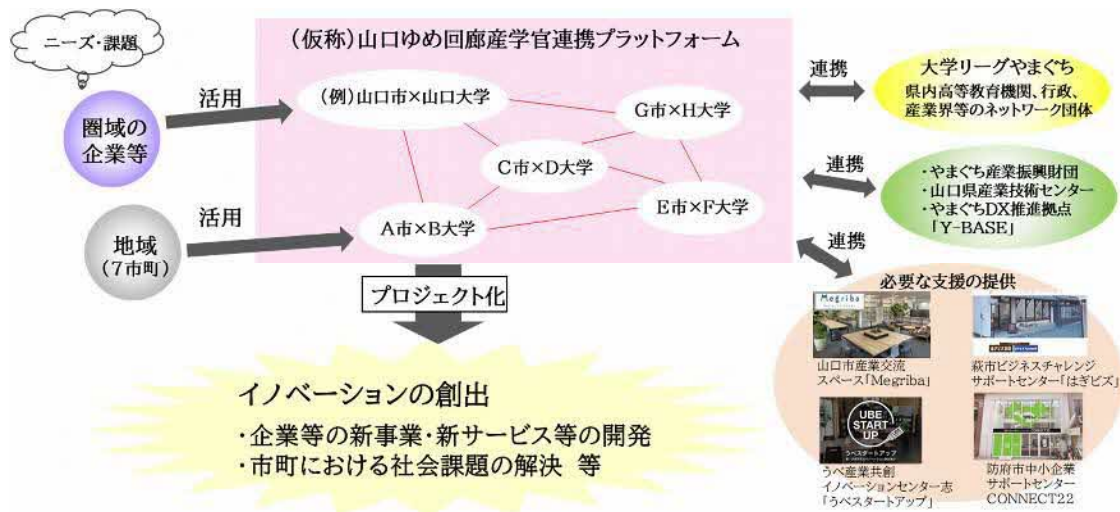 ニーズ・課題
圏域の
企業等
活用
地域
(7市町)
活用
(仮称)山口ゆめ回廊産学官連携プラットフォーム
(例)山口市×山口大学
G市×H大学
C市×D大学
E市×F大学
A市×B大学
プロジェクト化
イノベーションの創出
・企業等の新事業・新サービス等の開発
・市町における社会課題の解決 等
連携
大学リーグやまぐち
県内高等教育機関、行政、
産業界等のネットワーク団体
連携
・やまぐち産業振興財団
・山口県産業技術センター
・やまぐちDX推進拠点
「Y-BASE」
連携
必要な支援の提供
Megriba
山口市産業交流
スペース「Megriba」
萩市ビジネスチャレンジ
サポートセンター「はぎビズ」
UBE
START
UP
うべスタートアップ
うべ産業共創
イノベーションセンター志
「うべスタートアップ」
防府市中小企業
サポートセンター
CONNECT22